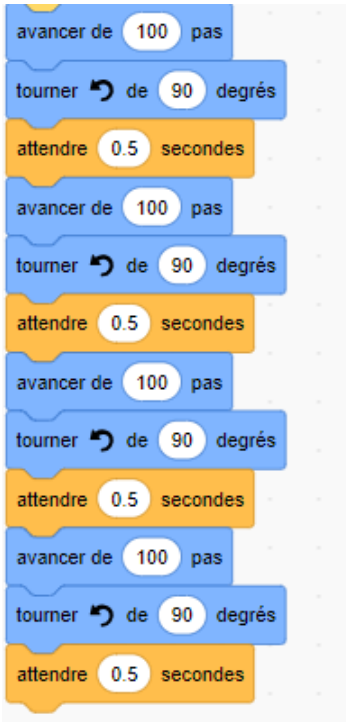 avancer de 100 pas
tourner de 90 degrés
attendre 0.5 secondes
avancer de 100 pas
tourner de 90 degrés
attendre 0.5 secondes
avancer de 100 pas
tourner de 90 degrés
attendre 0.5 secondes
avancer de 100 pas
tourner de 90 degrés
attendre 0.5 secondes